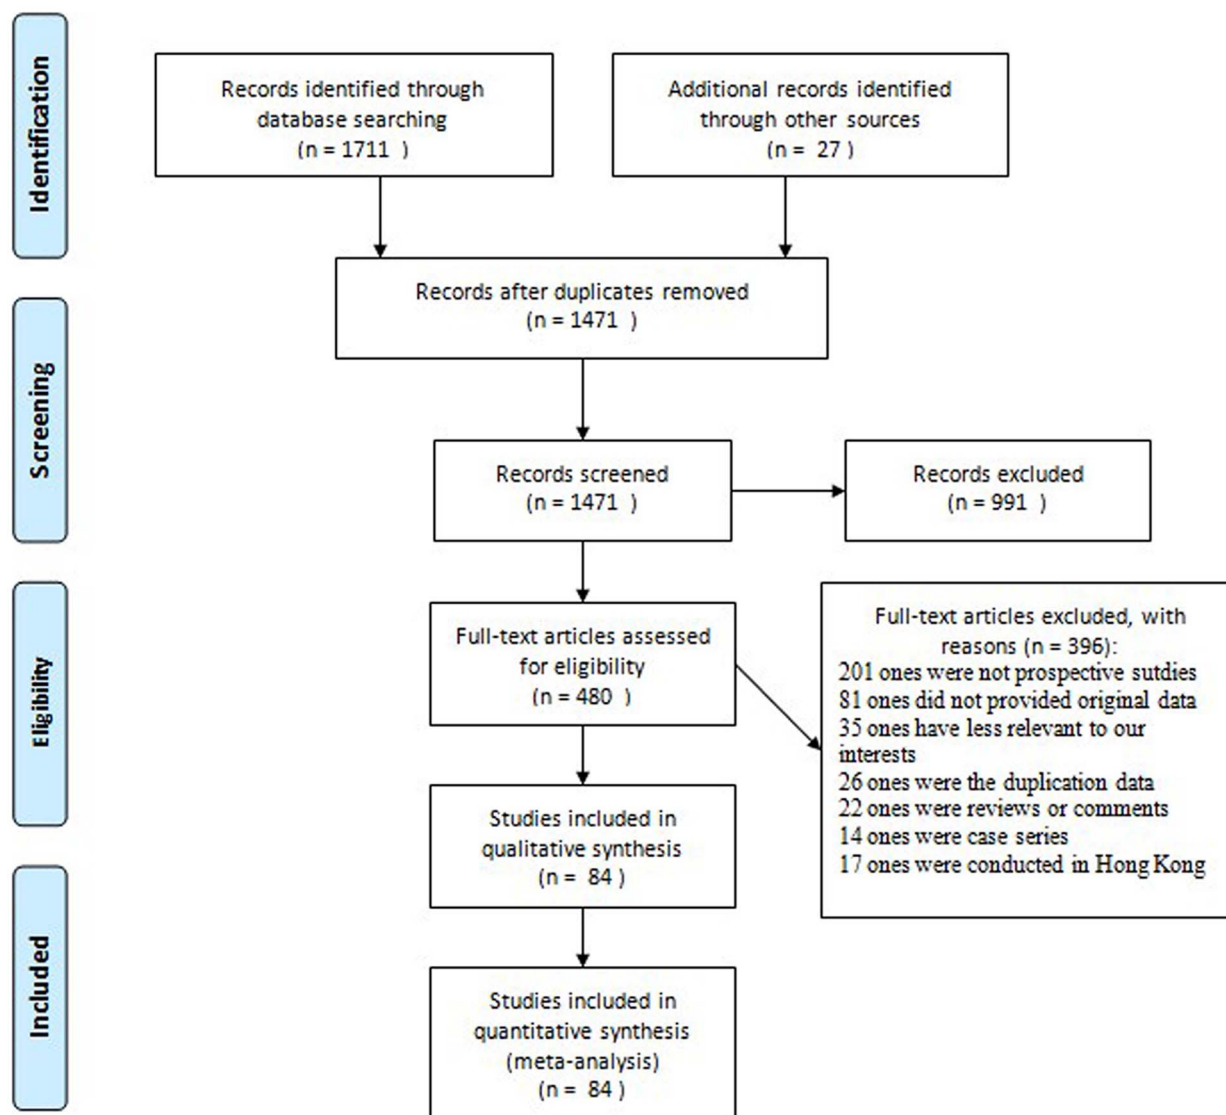 Identification
Records identified through
database searching
(n = 1711 )
Additional records identified
through other sources
(n = 27 )
Records after duplicates removed
(n = 1471 )
Screening
Records screened
(n = 1471 )
Records excluded
(n = 991 )
Eligibility
Full-text articles assessed
for eligibility
(n = 480 )
Full-text articles excluded, with
reasons (n = 396):
201 ones were not prospective sutdies
81 ones did not provided original data
35 ones have less relevant to our
interests
26 ones were the duplication data
22 ones were reviews or comments
14 ones were case series
17 ones were conducted in Hong Kong
Studies included in
qualitative synthesis
(n = 84 )
Included
Studies included in
quantitative synthesis
(meta-analysis)
(n = 84 )